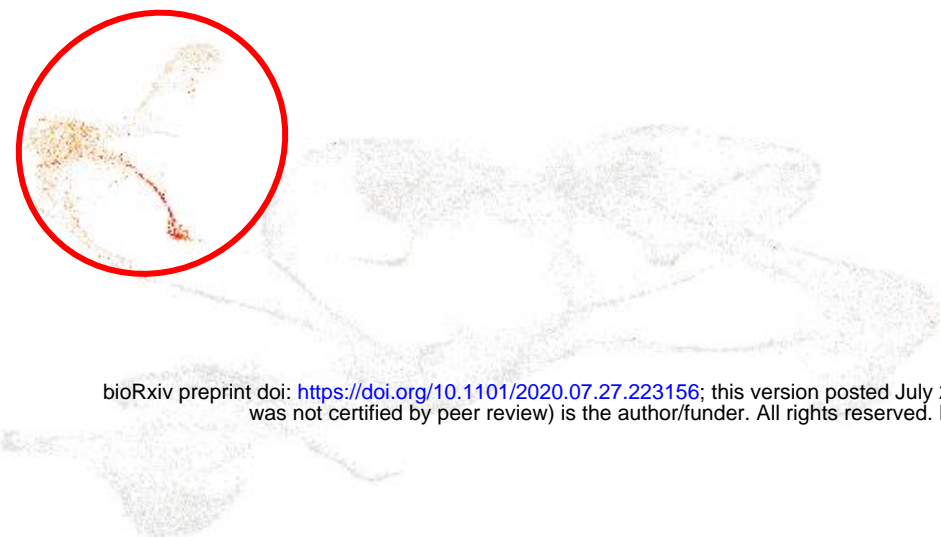 bioRxiv preprint doi: https://doi.org/10.1101/2020.07.27.223156; this version posted July
was not certified by peer review) is the author/funder. All rights reserved.